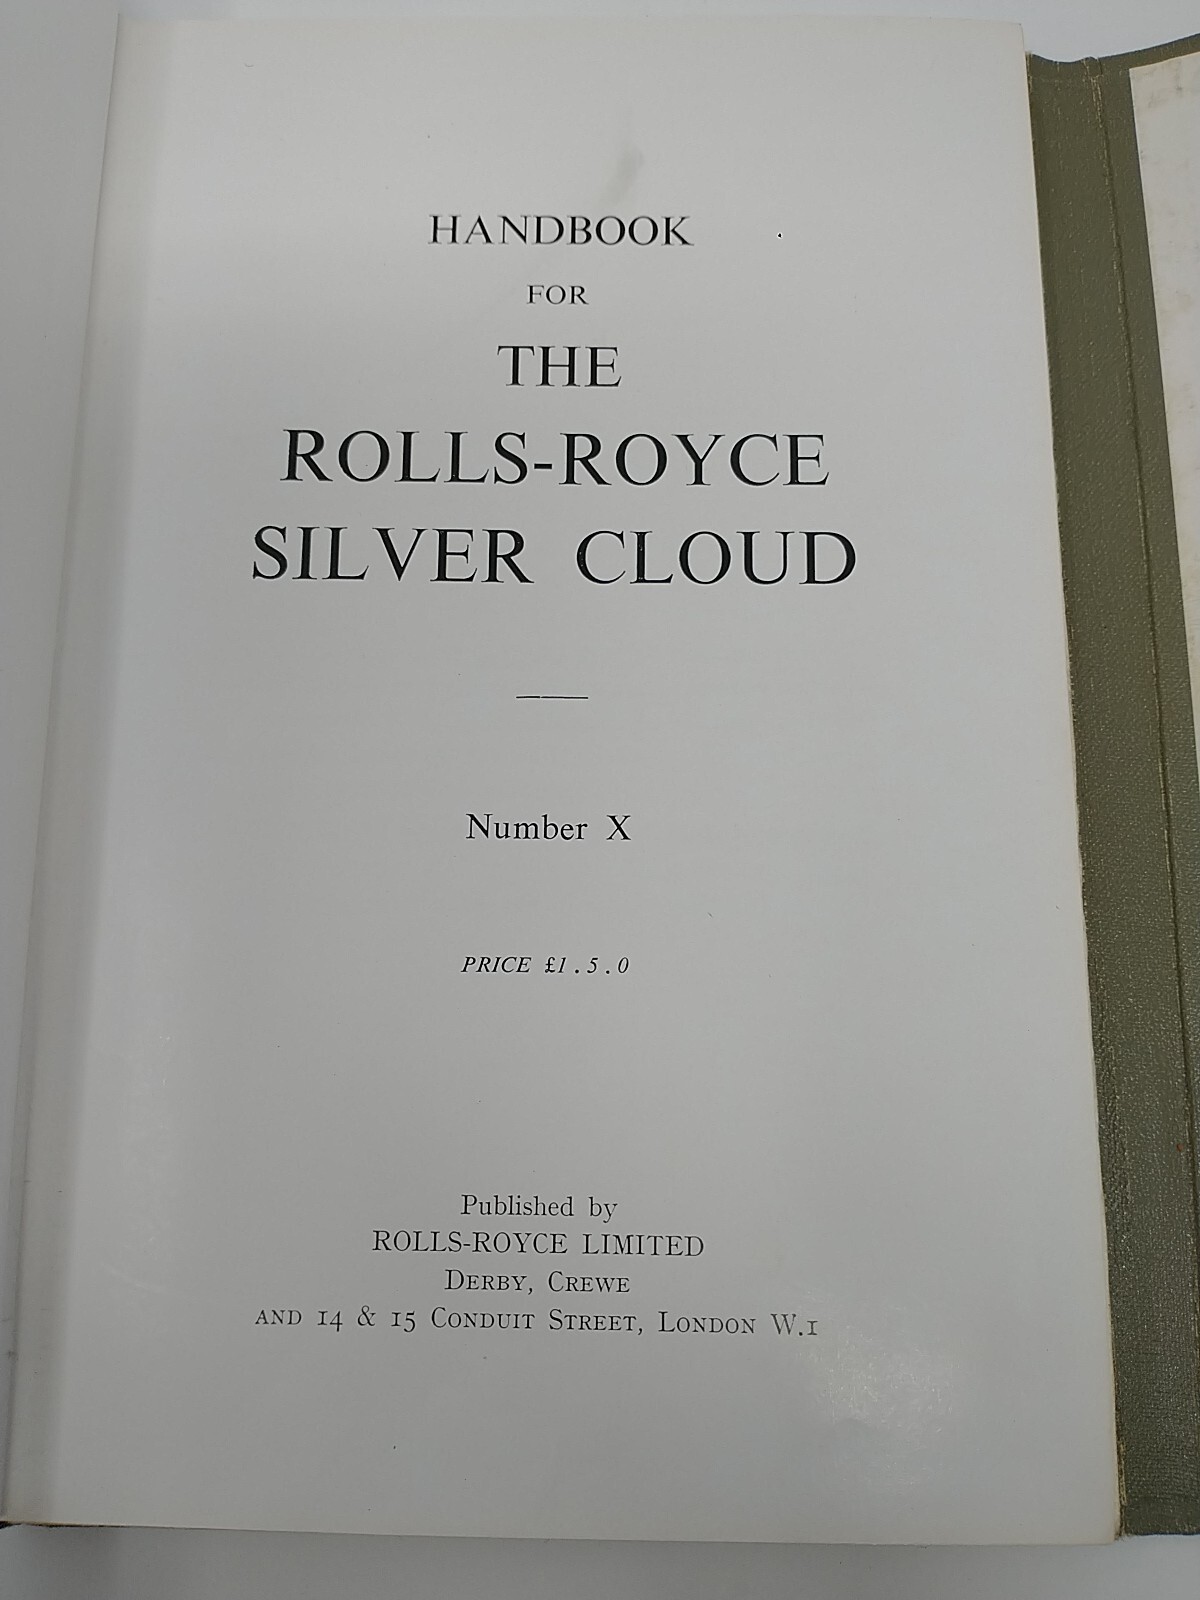 HANDBOOK
FOR
THE
ROLLS-ROYCE
SILVER CLOUD
Number X
PRICE £1.5.0
Published by
ROLLS-ROYCE LIMITED
DERBY, CREWE
AND 14 & 15 CONDUIT STREET, LONDON W.1